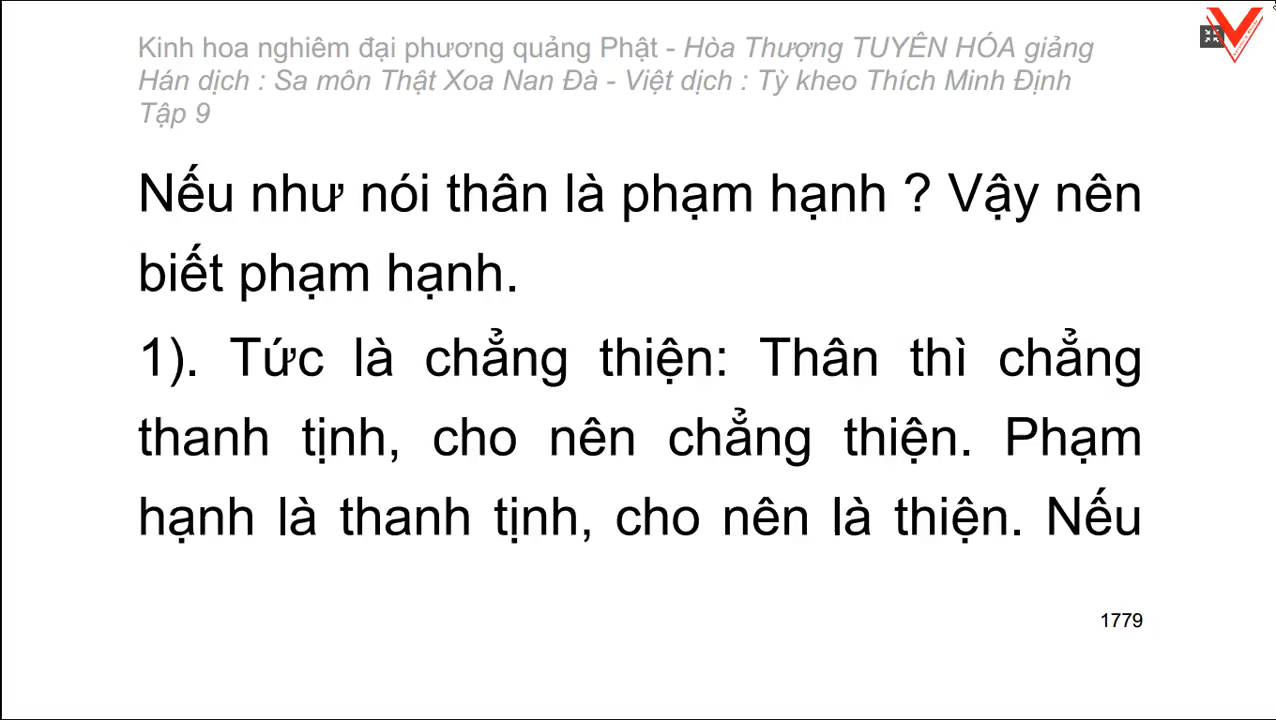 Kinh hoa nghiêm đại phương quảng Phật - Hòa Thượng TUYÊN HÓA giảng
Hán dịch : Sa môn Thật Xoa Nan Đà - Việt dịch : Tỳ kheo Thích Minh Định
Tập 9
Nếu như nói thân là phạm hạnh ? Vậy nên
biết phạm hạnh.
1). Tức là chẳng thiện: Thân thì chẳng
thanh tịnh, cho nên chẳng thiện. Phạm
hạnh là thanh tịnh, cho nên là thiện. Nếu
1779